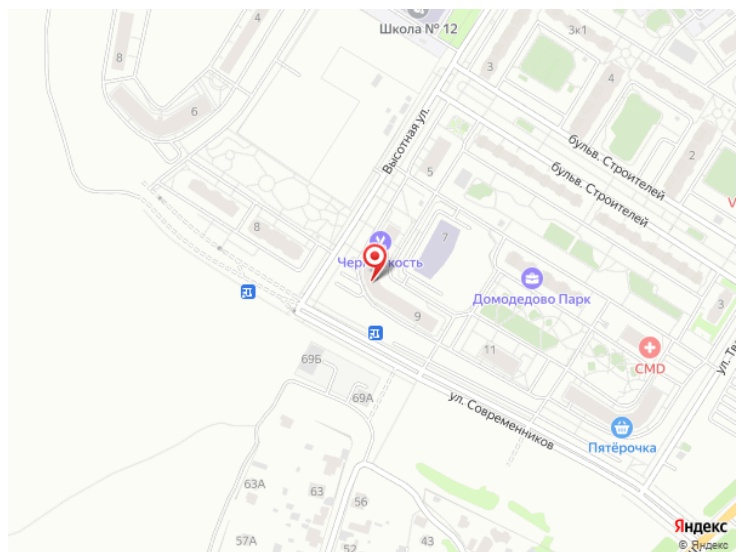 Школа № 12
3к1
4
8
3
4
6
Высотная ул.
бульв. Строителей
2
5
бульв. Строителей
V
8
7
Домодедово Парк
3
9
11
CMD
69Б
69А
ул. Современников
Пятёрочка
63А
63
56
57А
52
43
Яндекс
© Яндекс